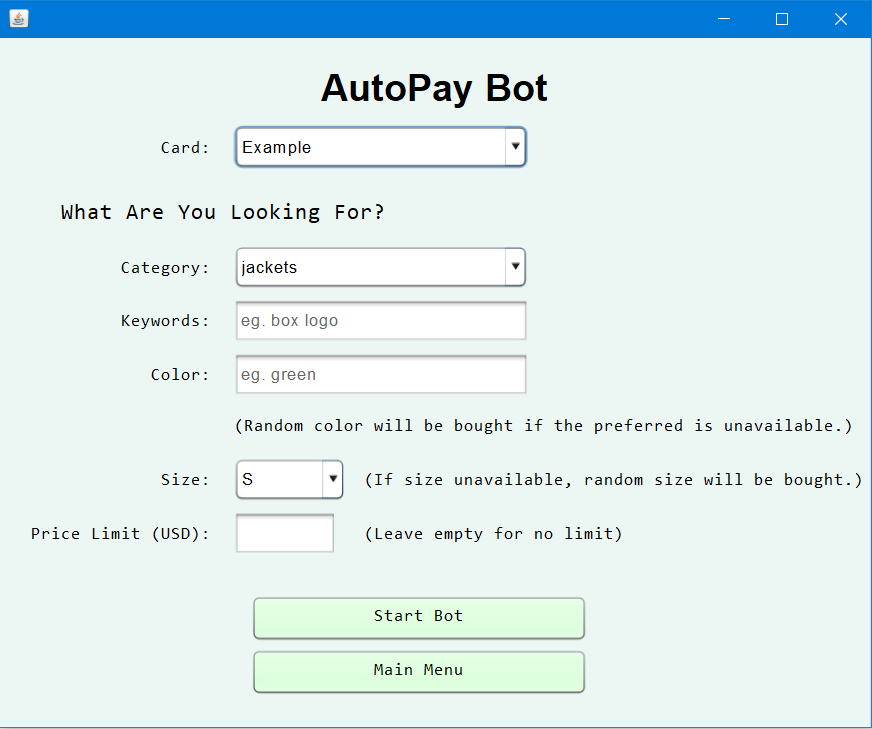 AutoPay Bot
Card: Example
What Are You Looking For?
Category: jackets
Keywords: eg. box logo
Color: eg. green
(Random color will be bought if the preferred is unavailable.)
Size: S (If size unavailable, random size will be bought.)
Price Limit (USD): (Leave empty for no limit)
Start Bot
Main Menu